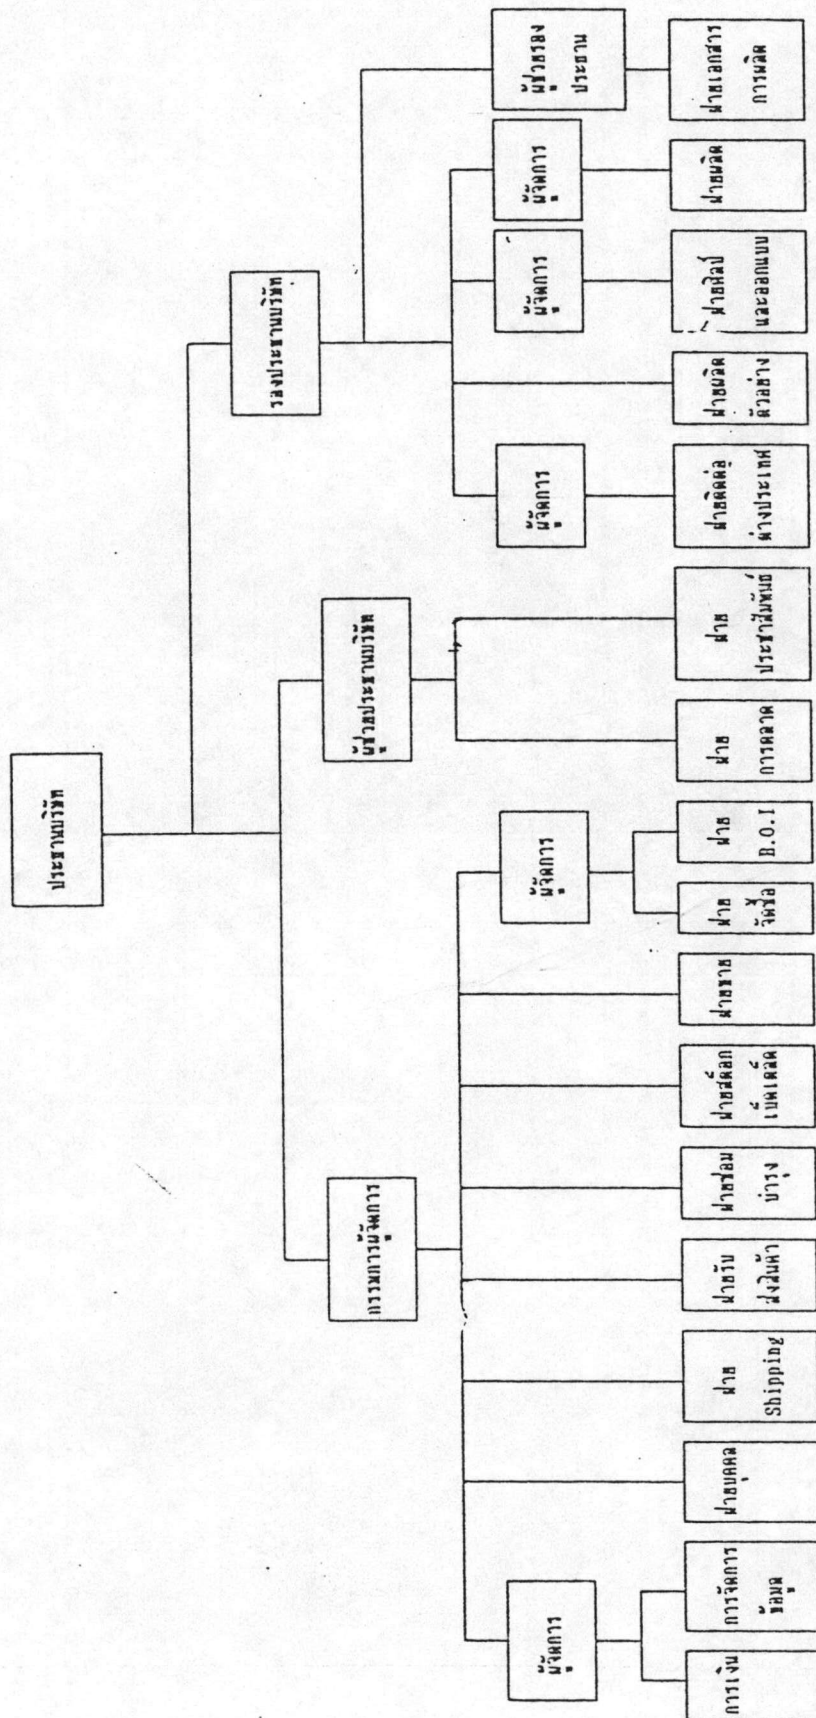 ประธานบริษัท
รองประธานบริษัท
ผู้ช่วยประธานบริษัท
กรรมการผู้จัดการ
ผู้จัดการ
ผู้จัดการ
ผู้จัดการ
ผู้จัดการ
ผู้จัดการ
ผู้ช่วยรอง
ประธาน
การเงิน
การจัดการ
ข้อมูล
ฝ่ายบุคคล
ฝ่าย
Shipping
ฝ่ายรับ
ส่งสินค้า
ฝ่ายซ่อม
บำรุง
ฝ่ายสต๊อก
เบ็ดเตล็ด
ฝ่ายขาย
ฝ่าย
จัดซื้อ
ฝ่าย
B.O.I
ฝ่าย
การตลาด
ฝ่าย
ประชาสัมพันธ์
ฝ่ายติดต่อ
ต่างประเทศ
ฝ่ายผลิต
ตัวอย่าง
ฝ่ายศิลป์
และออกแบบ
ฝ่ายผลิต
ฝ่ายเอกสาร
การผลิต